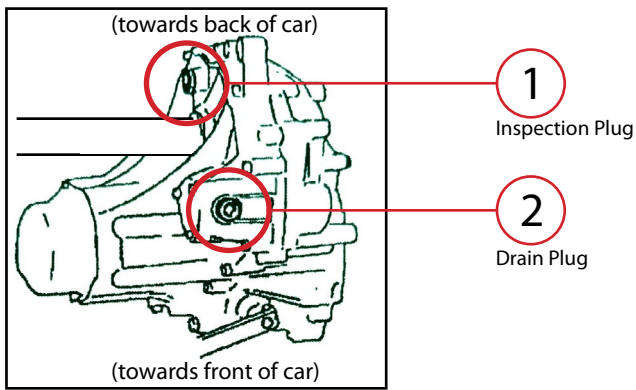 (towards back of car)
1
Inspection Plug
2
Drain Plug
(towards front of car)